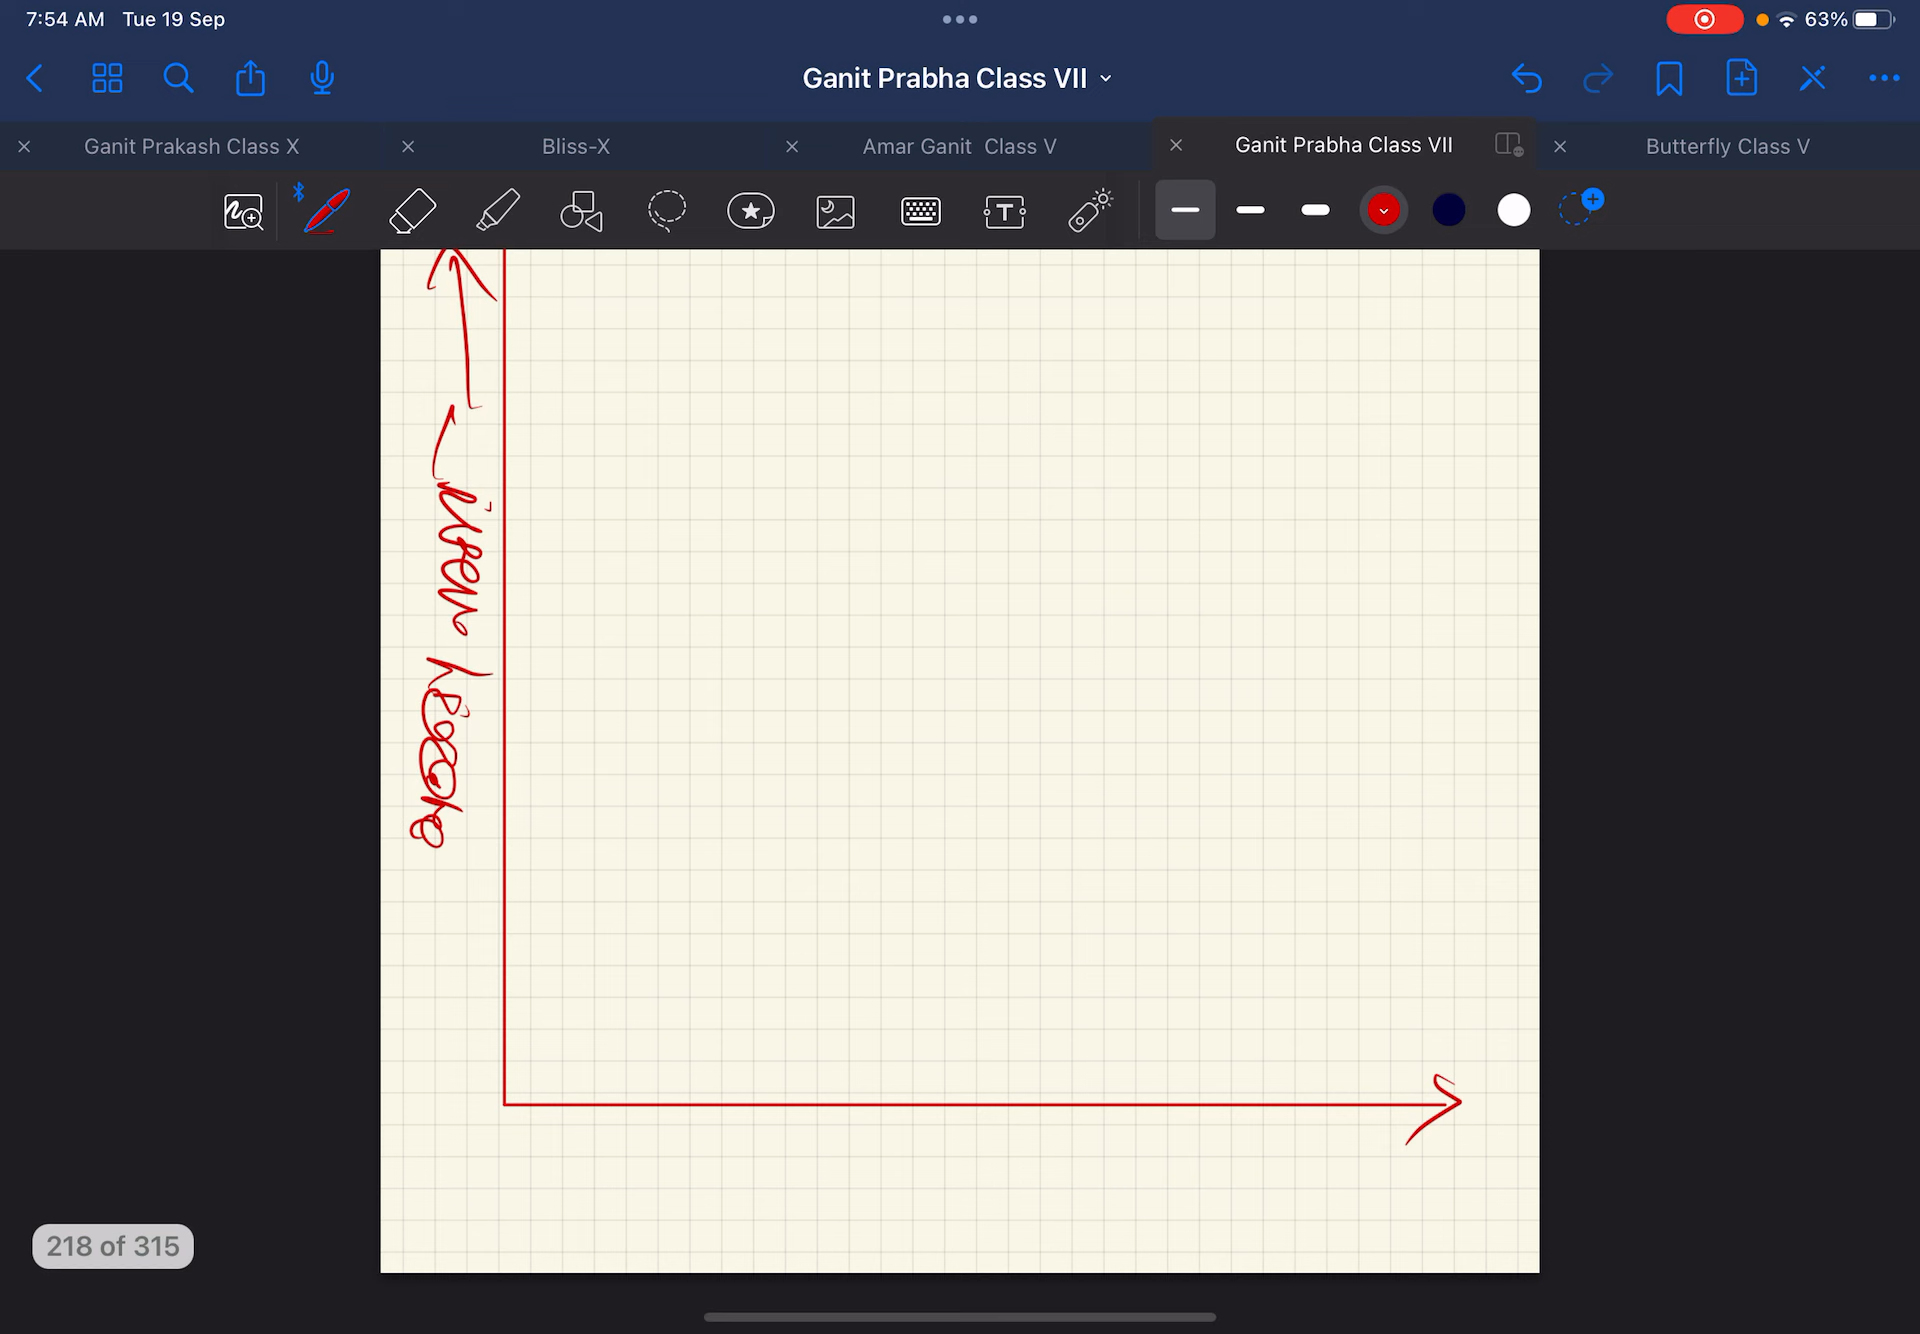 7:54 AM Tue 19 Sep
63%
Ganit Prabha Class VII
Ganit Prakash Class X
Bliss-X
Amar Ganit Class V
Ganit Prabha Class VII
Butterfly Class V
T
218 of 315